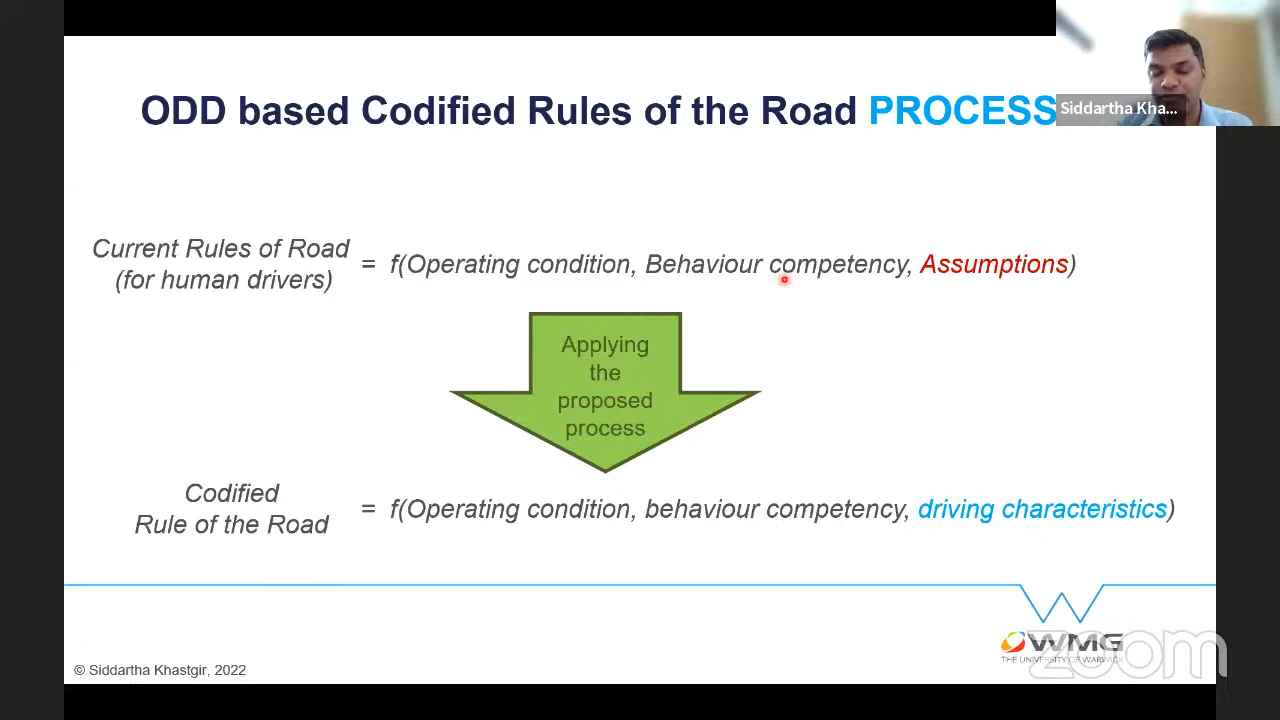 ODD based Codified Rules of the Road PROCESS
Siddartha Kha...
Current Rules of Road
(for human drivers)
= f(Operating condition, Behaviour competency, Assumptions)
Applying
the
proposed
process
Codified
Rule of the Road
= f(Operating condition, behaviour competency, driving characteristics)
WMG
THE UNIVERSITY OF WARWICK
zoom
© Siddartha Khastgir, 2022